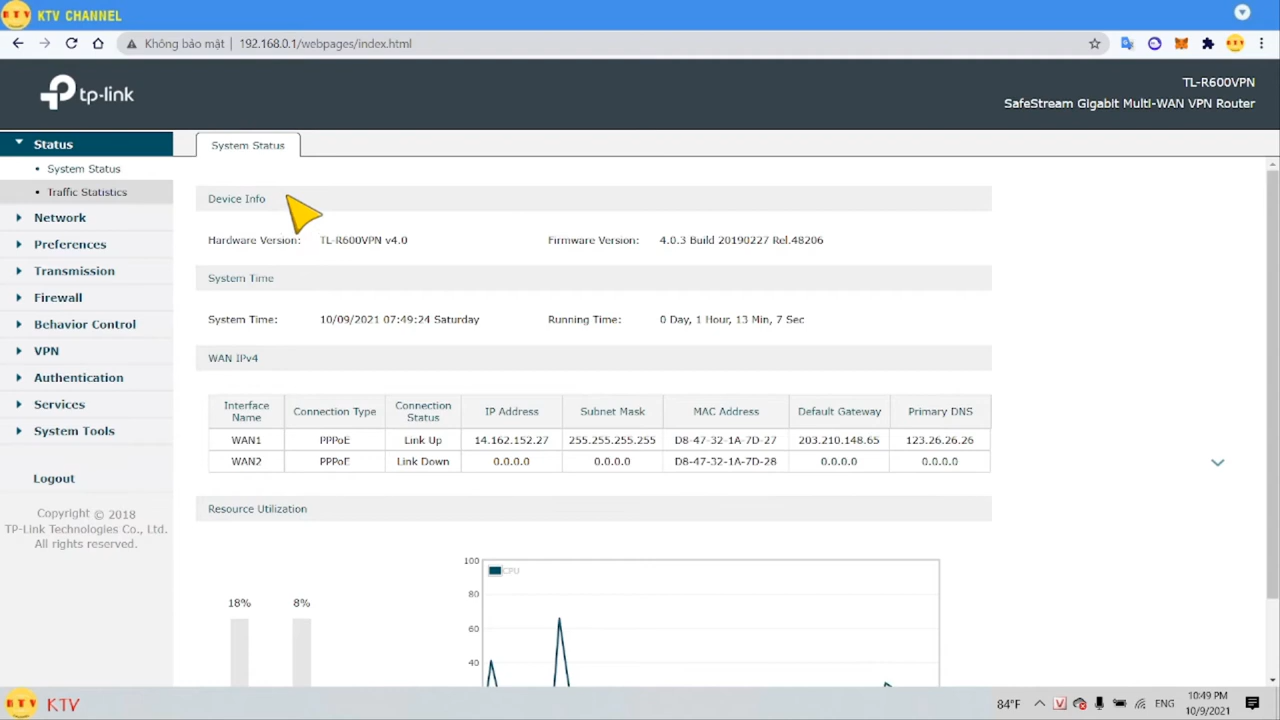 KTV CHANNEL
Không bảo mật | 192.168.0.1/webpages/index.html
tp-link
TL-R600VPN
SafeStream Gigabit Multi-WAN VPN Router
Status
System Status
Traffic Statistics
Network
Preferences
Transmission
Firewall
Behavior Control
VPN
Authentication
Services
System Tools
Logout
Copyright © 2018
TP-Link Technologies Co., Ltd.
All rights reserved.
System Status
Device Info
Hardware Version: TL-R600VPN v4.0 Firmware Version: 4.0.3 Build 20190227 Rel.48206
System Time
System Time: 10/09/2021 07:49:24 Saturday Running Time: 0 Day, 1 Hour, 13 Min, 7 Sec
WAN IPv4
Interface Name Connection Type Connection Status IP Address Subnet Mask MAC Address Default Gateway Primary DNS
WAN1 PPPoE Link Up 14.162.152.27 255.255.255.255 D8-47-32-1A-7D-27 203.210.148.65 123.26.26.26
WAN2 PPPoE Link Down 0.0.0.0 0.0.0.0 D8-47-32-1A-7D-28 0.0.0.0 0.0.0.0
Resource Utilization
18% 8%
100
CPU
80
60
40
KTV
84°F
ENG
10:49 PM
10/9/2021